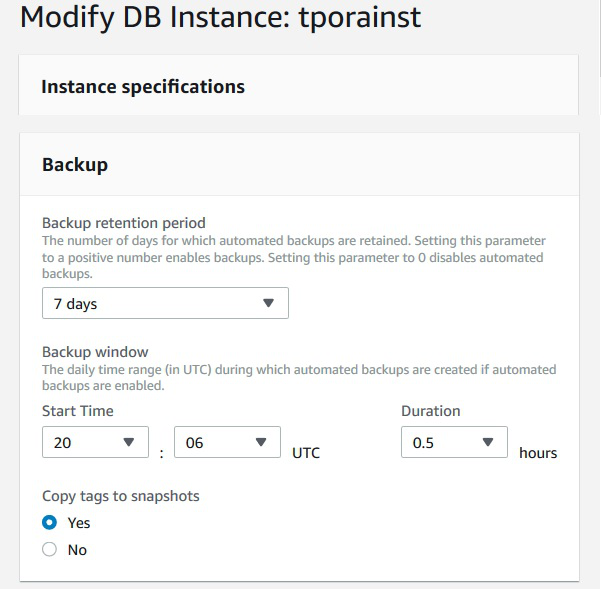 Modify DB Instance: tporainst
Instance specifications
Backup
Backup retention period
The number of days for which automated backups are retained. Setting this parameter
to a positive number enables backups. Setting this parameter to 0 disables automated
backups.
7 days
Backup window
The daily time range (in UTC) during which automated backups are created if automated
backups are enabled.
Start Time Duration
20 : 06 UTC 0.5 hours
Copy tags to snapshots
Yes
No